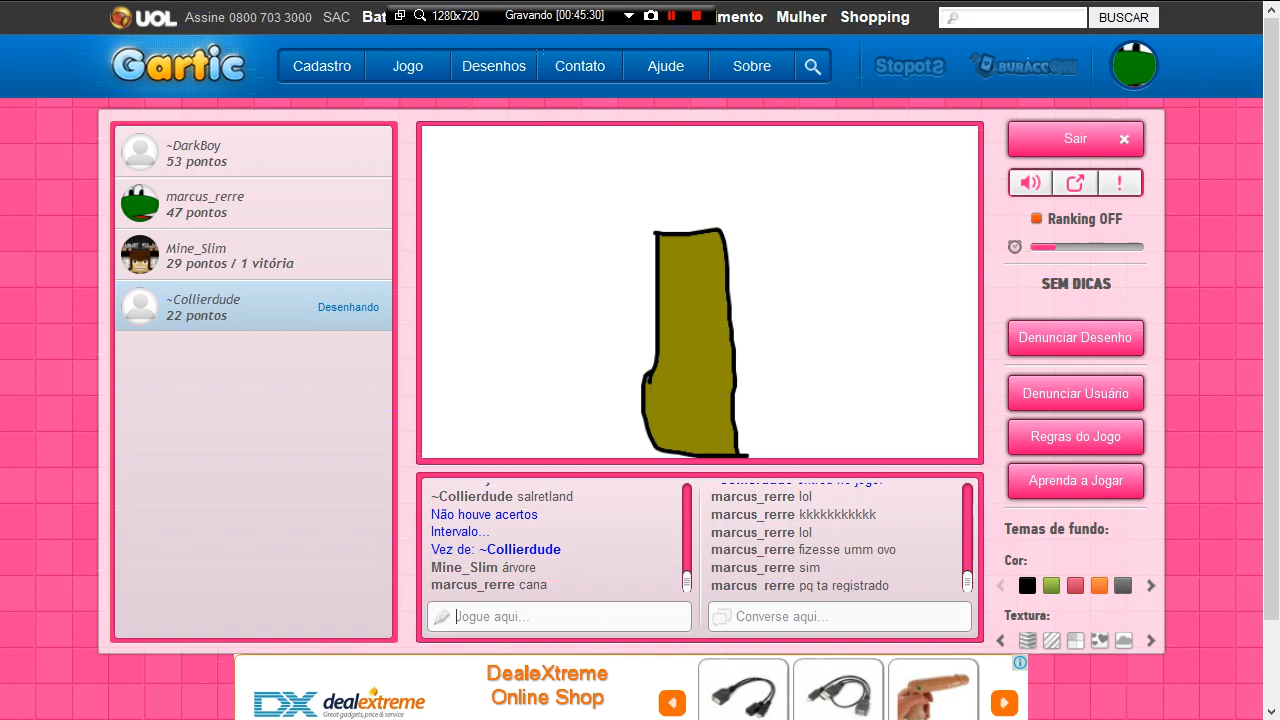 UOL Assine 0800 703 3000 SAC Bat 1280x720 Gravando [00:45:30] imento Mulher Shopping BUSCAR
Gartic Cadastro Jogo Desenhos Contato Ajude Sobre Stopots BURACCOON
~DarkBoy
53 pontos
marcus_rerre
47 pontos
Mine_Slim
29 pontos / 1 vitória
~Collierdude
22 pontos
Desenhando
~Collierdude salretland
Não houve acertos
Intervalo...
Vez de: ~Collierdude
Mine_Slim árvore
marcus_rerre cana
Jogue aqui...
marcus_rerre lol
marcus_rerre kkkkkkkkkkk
marcus_rerre lol
marcus_rerre fizesse umm ovo
marcus_rerre sim
marcus_rerre pq ta registrado
Converse aqui...
Sair
Ranking OFF
SEM DICAS
Denunciar Desenho
Denunciar Usuário
Regras do Jogo
Aprenda a Jogar
Temas de fundo:
Cor:
Textura:
DX dealextreme
Great gadgets, price & service
DealeXtreme
Online Shop